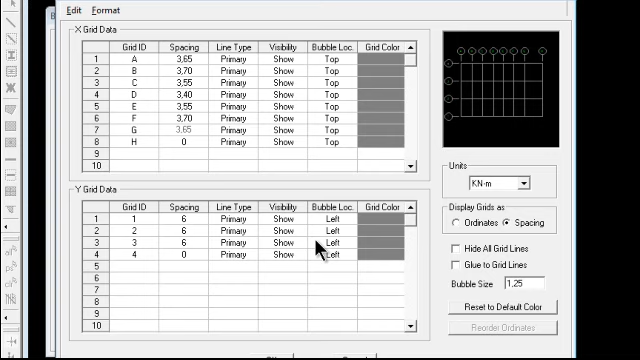 Edit Format
X Grid Data
Grid ID Spacing Line Type Visibility Bubble Loc. Grid Color
1 A 3,65 Primary Show Top
2 B 3,70 Primary Show Top
3 C 3,55 Primary Show Top
4 D 3,40 Primary Show Top
5 E 3,55 Primary Show Top
6 F 3,70 Primary Show Top
7 G 3,65 Primary Show Top
8 H 0 Primary Show Top
9
10
Y Grid Data
Grid ID Spacing Line Type Visibility Bubble Loc. Grid Color
1 1 6 Primary Show Left
2 2 6 Primary Show Left
3 3 6 Primary Show Left
4 4 0 Primary Show Left
5
6
7
8
9
10
Units
KN-m
Display Grids as
Ordinates Spacing
Hide All Grid Lines
Glue to Grid Lines
Bubble Size 1,25
Reset to Default Color
Reorder Ordinates